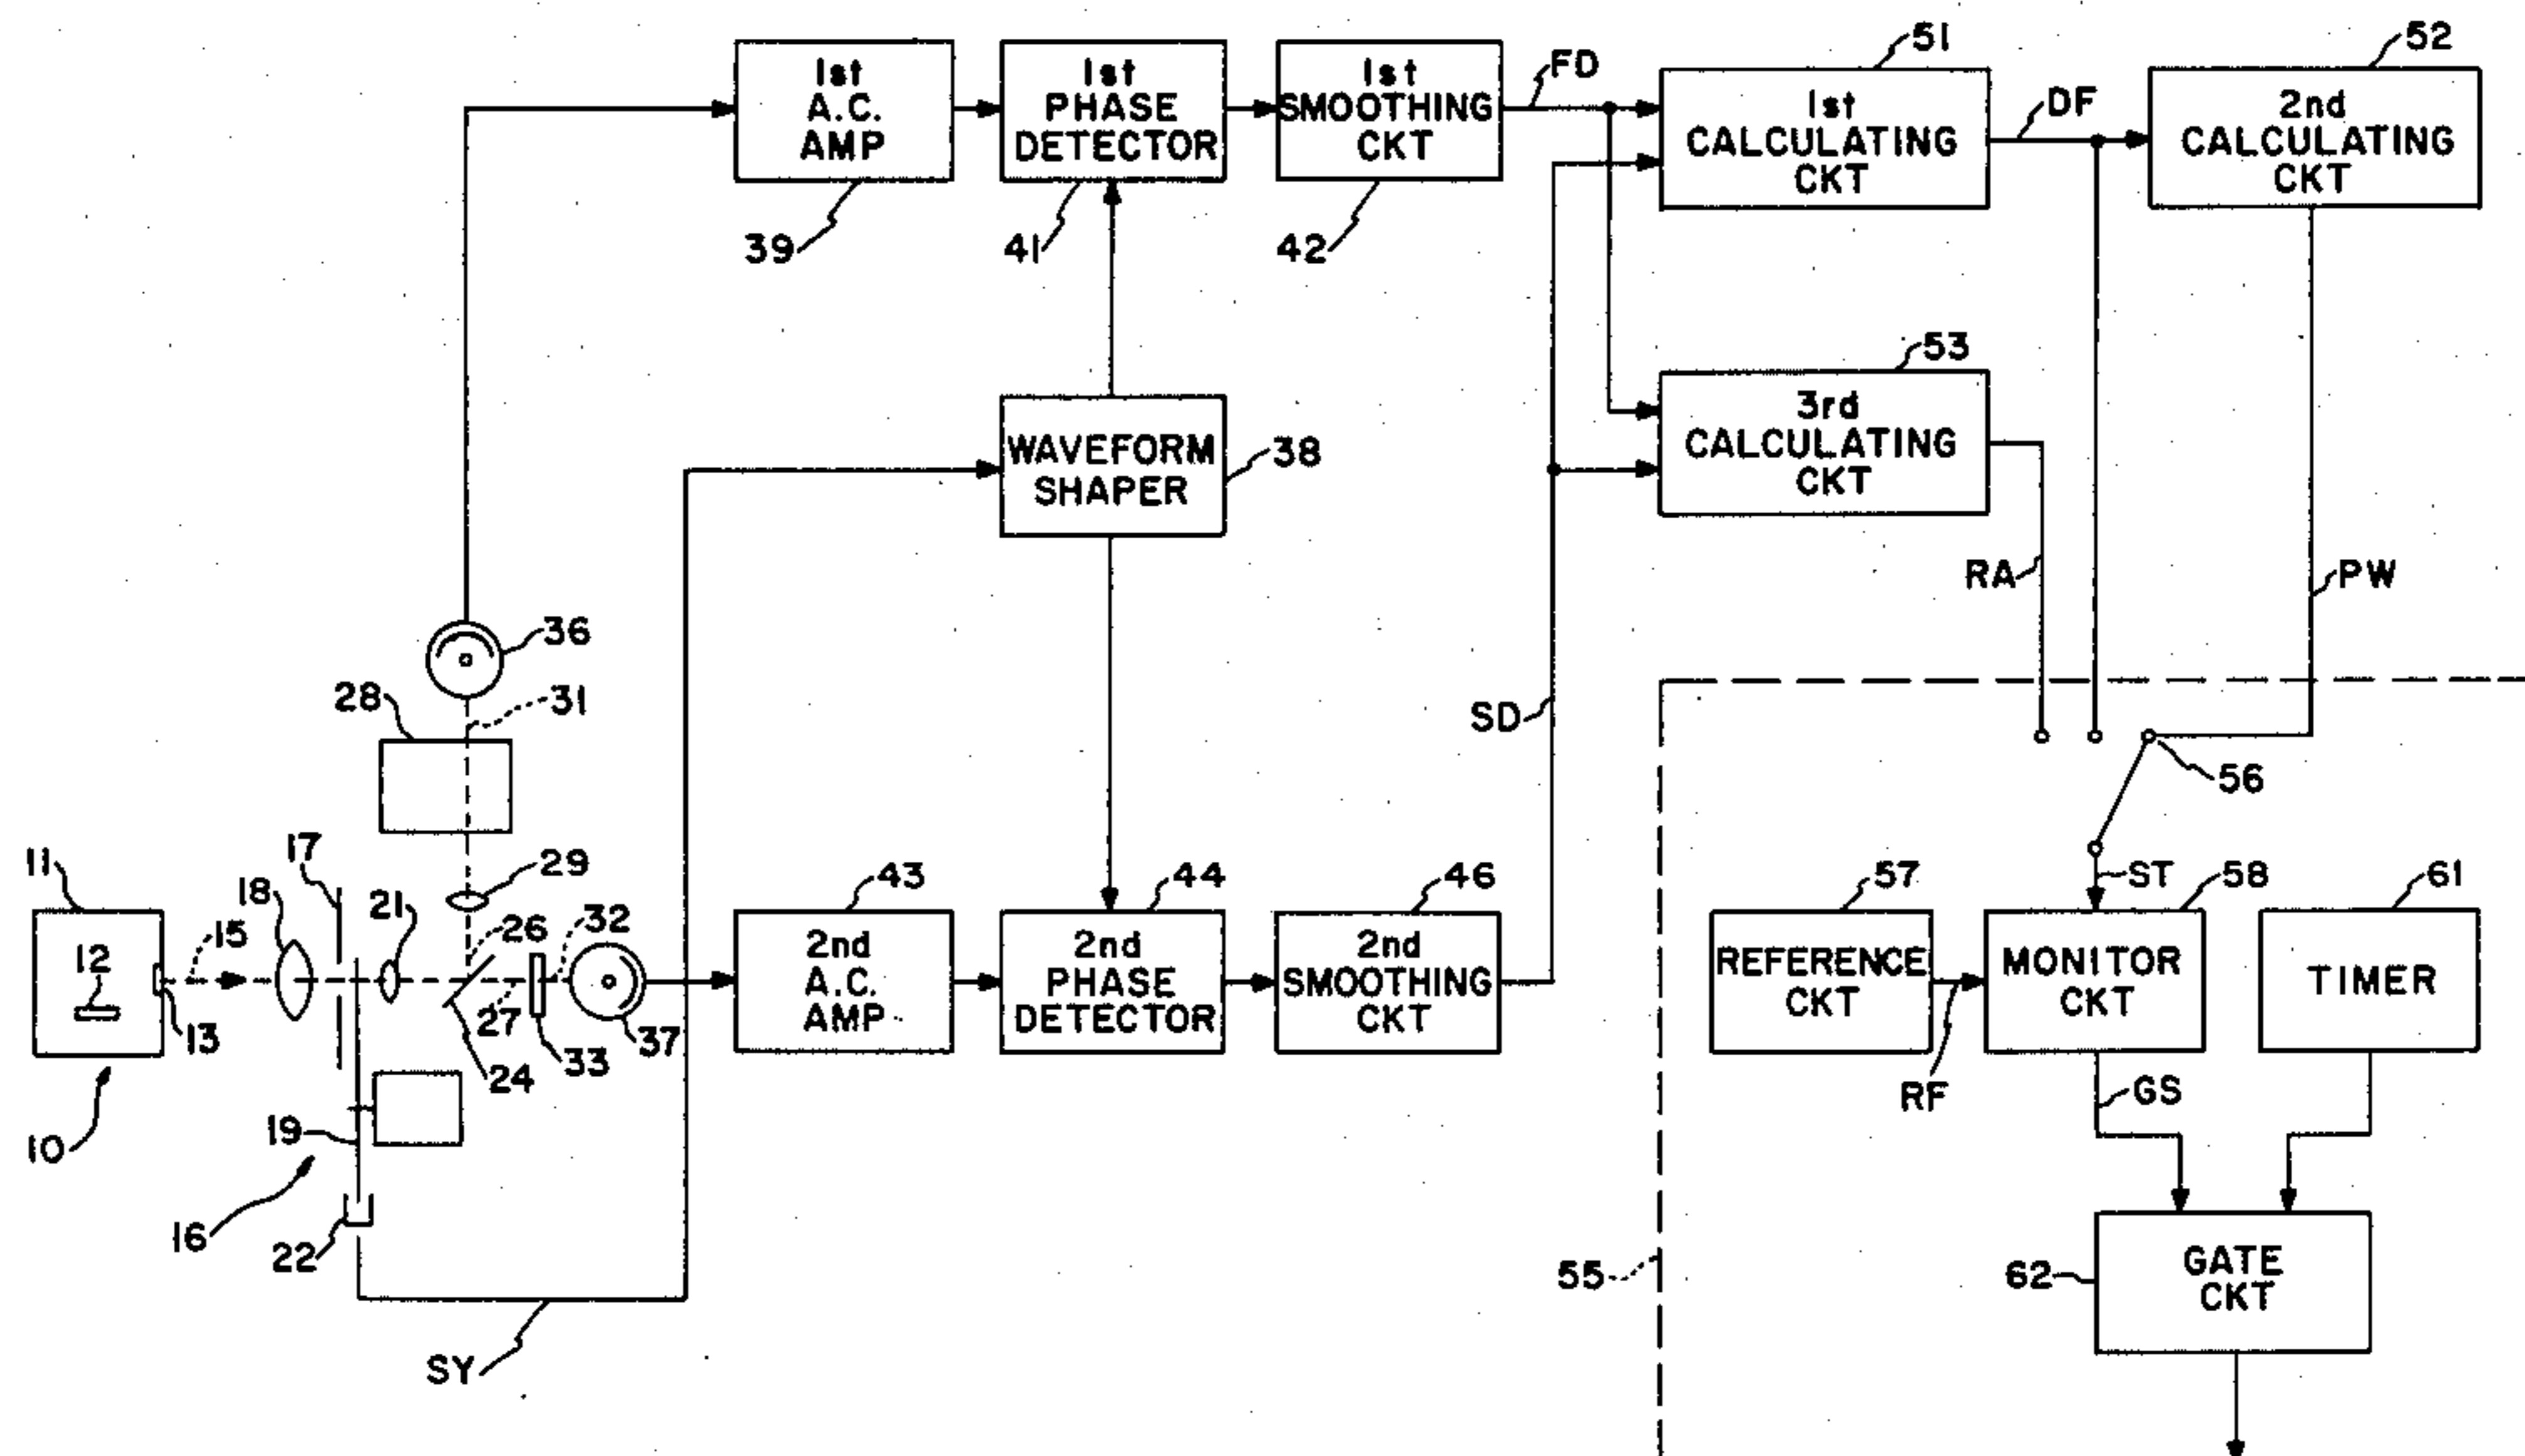 51
52
1st
A.C.
AMP
1st
PHASE
DETECTOR
1st
SMOOTHING
CKT
FD
1st
CALCULATING
CKT
DF
2nd
CALCULATING
CKT
39
41
42
53
3rd
CALCULATING
CKT
WAVEFORM
SHAPER
38
RA
PW
36
28
31
SD
56
11
17
18
21
29
43
44
46
57
ST
58
61
12
15
26
32
13
27
24
33
37
2nd
A.C.
AMP
2nd
PHASE
DETECTOR
2nd
SMOOTHING
CKT
REFERENCE
CKT
MONITOR
CKT
TIMER
RF
GS
10
19
16
22
55
62
GATE
CKT
SY